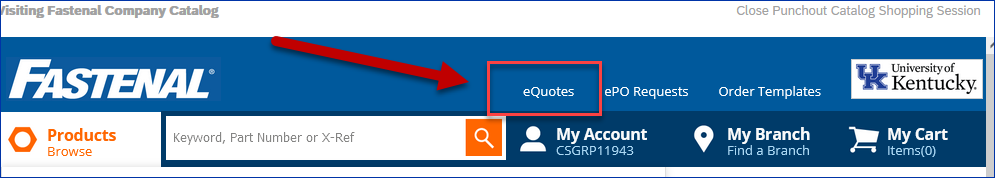 Visiting Fastenal Company Catalog
Close Punchout Catalog Shopping Session
FASTENAL®
eQuotes
ePO Requests
Order Templates
UK University of
Kentucky
Products
Browse
Keyword, Part Number or X-Ref
My Account
CSGRP11943
My Branch
Find a Branch
My Cart
Items(0)